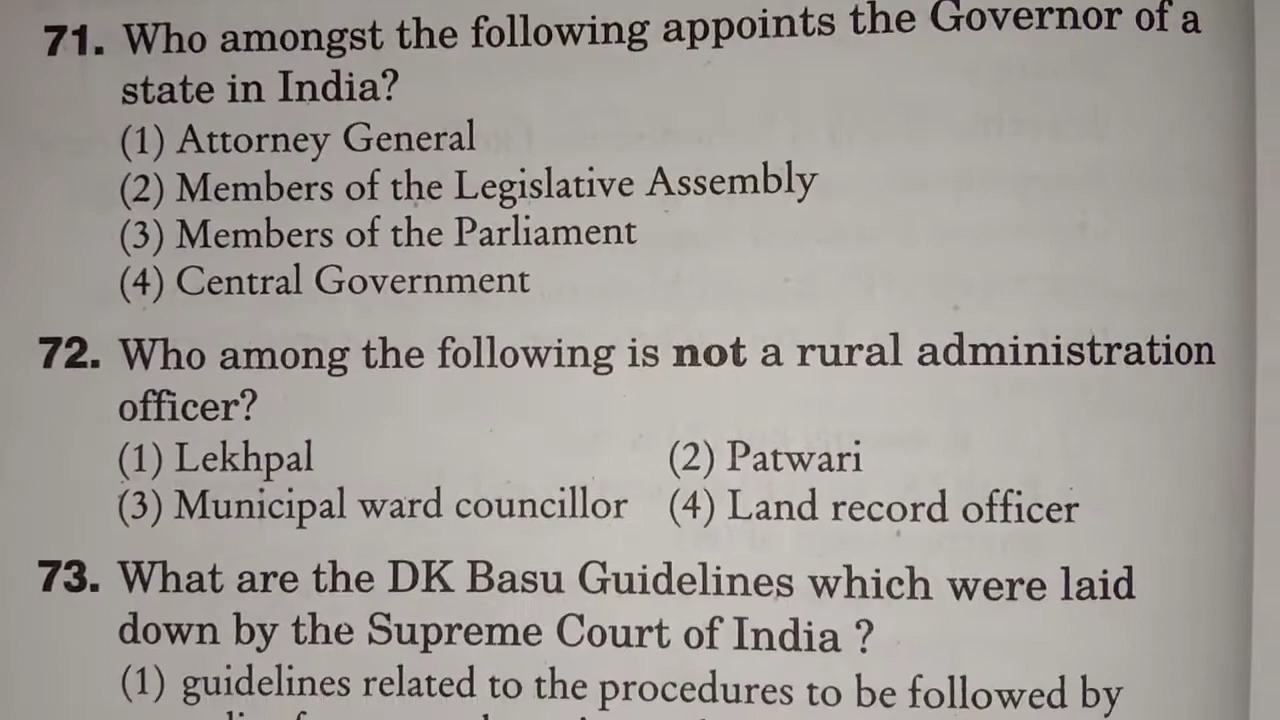 71. Who amongst the following appoints the Governor of a
state in India?
(1) Attorney General
(2) Members of the Legislative Assembly
(3) Members of the Parliament
(4) Central Government
72. Who among the following is not a rural administration
officer?
(1) Lekhpal (2) Patwari
(3) Municipal ward councillor (4) Land record officer
73. What are the DK Basu Guidelines which were laid
down by the Supreme Court of India ?
(1) guidelines related to the procedures to be followed by